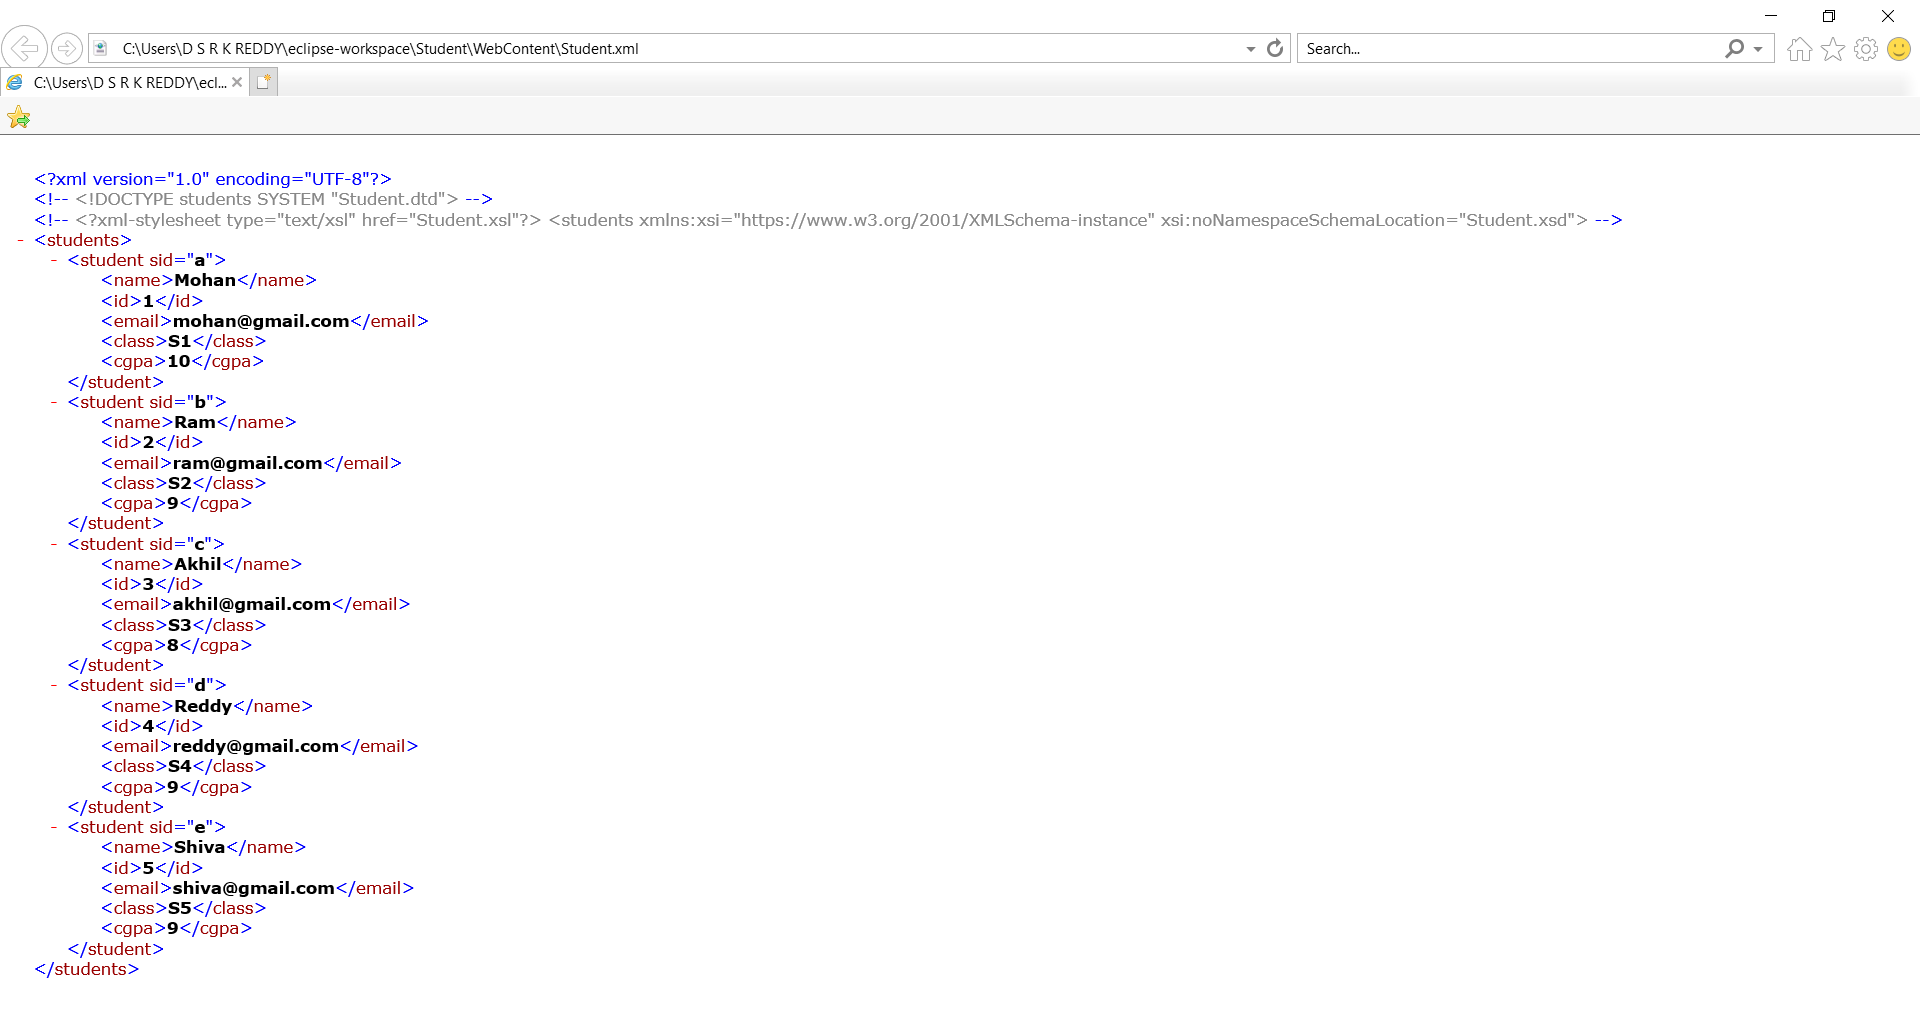 C:\Users\D S R K REDDY\eclipse-workspace\Student\WebContent\Student.xml
Search...
C:\Users\D S R K REDDY\ecl...
<?xml version="1.0" encoding="UTF-8"?>
<!-- <!DOCTYPE students SYSTEM "Student.dtd"> -->
<!-- <?xml-stylesheet type="text/xsl" href="Student.xsl"?> <students xmlns:xsi="https://www.w3.org/2001/XMLSchema-instance" xsi:noNamespaceSchemaLocation="Student.xsd"> -->
- <students>
- <student sid="a">
<name>Mohan</name>
<id>1</id>
<email>mohan@gmail.com</email>
<class>S1</class>
<cgpa>10</cgpa>
</student>
- <student sid="b">
<name>Ram</name>
<id>2</id>
<email>ram@gmail.com</email>
<class>S2</class>
<cgpa>9</cgpa>
</student>
- <student sid="c">
<name>Akhil</name>
<id>3</id>
<email>akhil@gmail.com</email>
<class>S3</class>
<cgpa>8</cgpa>
</student>
- <student sid="d">
<name>Reddy</name>
<id>4</id>
<email>reddy@gmail.com</email>
<class>S4</class>
<cgpa>9</cgpa>
</student>
- <student sid="e">
<name>Shiva</name>
<id>5</id>
<email>shiva@gmail.com</email>
<class>S5</class>
<cgpa>9</cgpa>
</student>
</students>